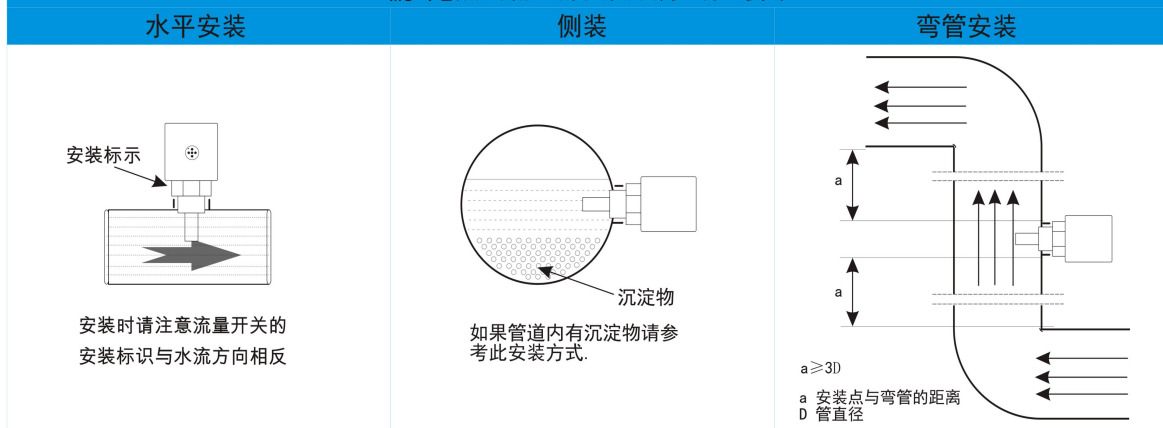 水平安装
侧装
弯管安装
安装标示
安装时请注意流量开关的
安装标识与水流方向相反
沉淀物
如果管道内有沉淀物请参
考此安装方式.
a
a
a≥3D
a 安装点与弯管的距离
D 管直径